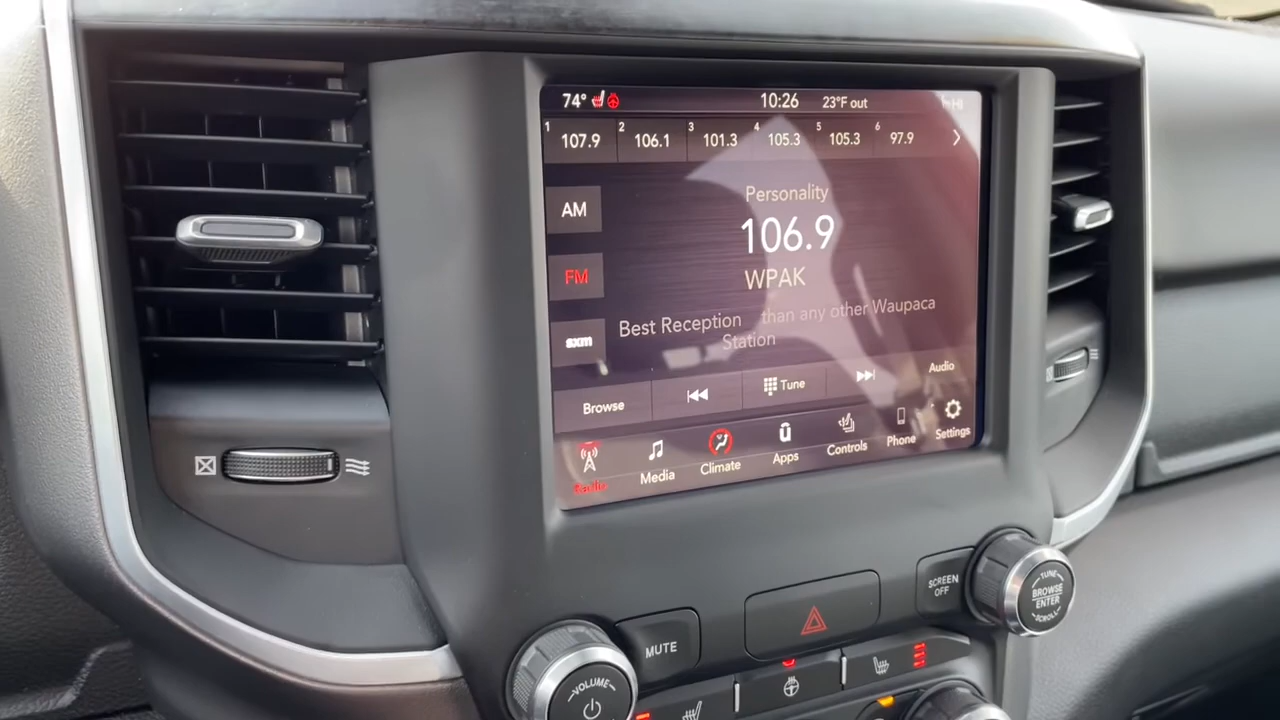 74° 10:26 23°F out HI
1 107.9 2 106.1 3 101.3 4 105.3 5 105.3 6 97.9
Personality
AM
106.9
FM
WPAK
sxm
Best Reception than any other Waupaca
Station
Browse Tune Audio
Radio Media Climate Apps Controls Phone Settings
SCREEN
OFF
TUNE
BROWSE
ENTER
SCROLL
MUTE
VOLUME